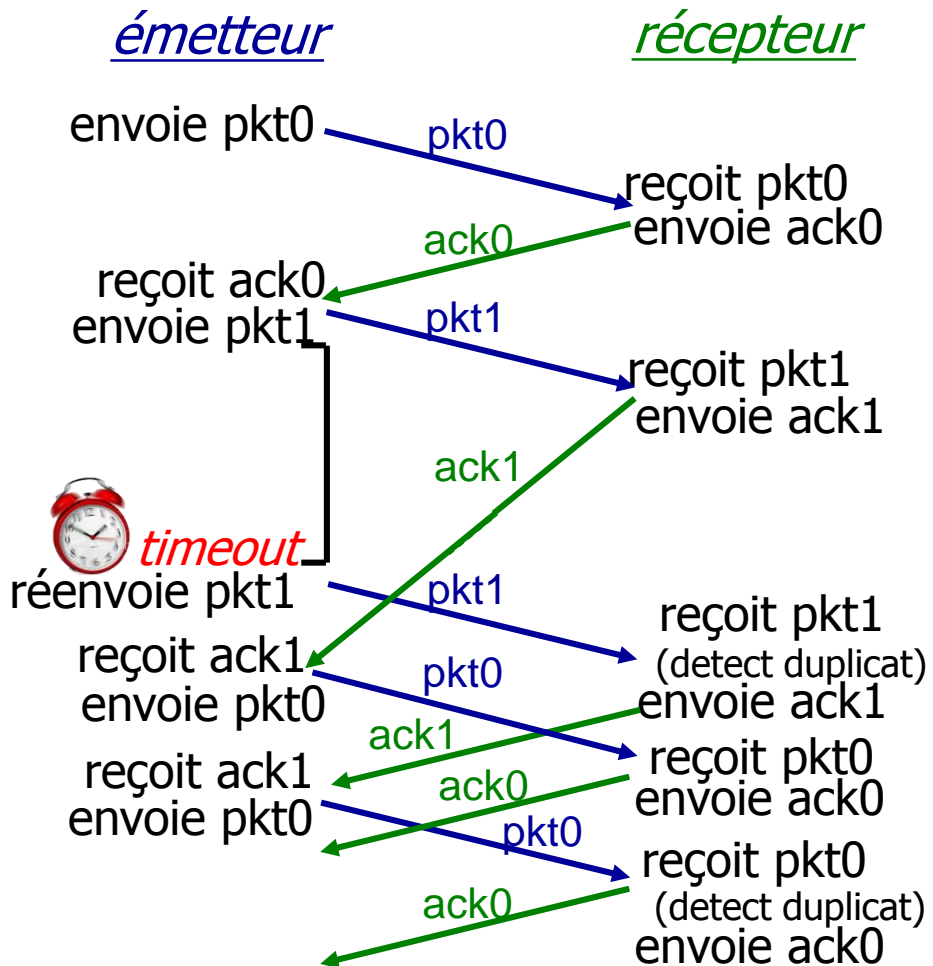 émetteur
récepteur
envoie pkt0
pkt0
reçoit pkt0
envoie ack0
ack0
reçoit ack0
envoie pkt1
pkt1
reçoit pkt1
envoie ack1
ack1
timeout
réenvoie pkt1
pkt1
reçoit pkt1
(detect duplicat)
envoie ack1
reçoit ack1
envoie pkt0
pkt0
ack1
reçoit pkt0
envoie ack0
reçoit ack1
envoie pkt0
ack0
pkt0
reçoit pkt0
(detect duplicat)
envoie ack0
ack0